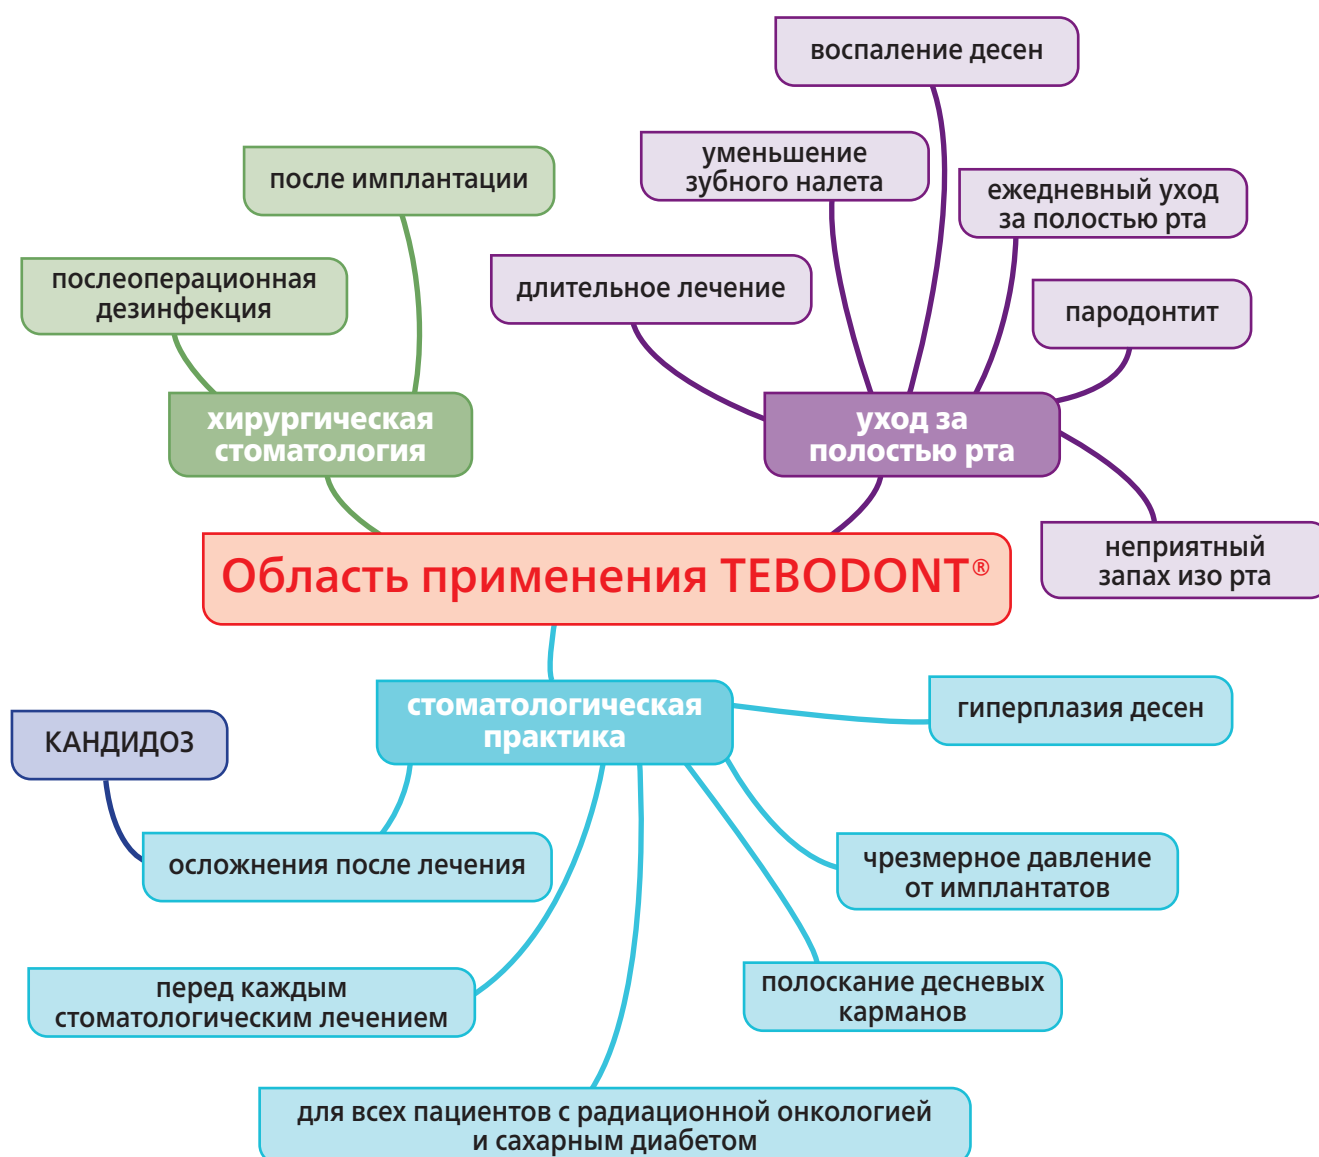 воспаление десен
уменьшение
зубного налета
после имплантации
ежедневный уход
за полостью рта
послеоперационная
дезинфекция
длительное лечение
пародонтит
хирургическая
стоматология
уход за
полостью рта
неприятный
запах изо рта
Область применения TEBODONT®
стоматологическая
практика
гиперплазия десен
КАНДИДОЗ
осложнения после лечения
чрезмерное давление
от имплантатов
перед каждым
стоматологическим лечением
полоскание десневых
карманов
для всех пациентов с радиационной онкологией
и сахарным диабетом